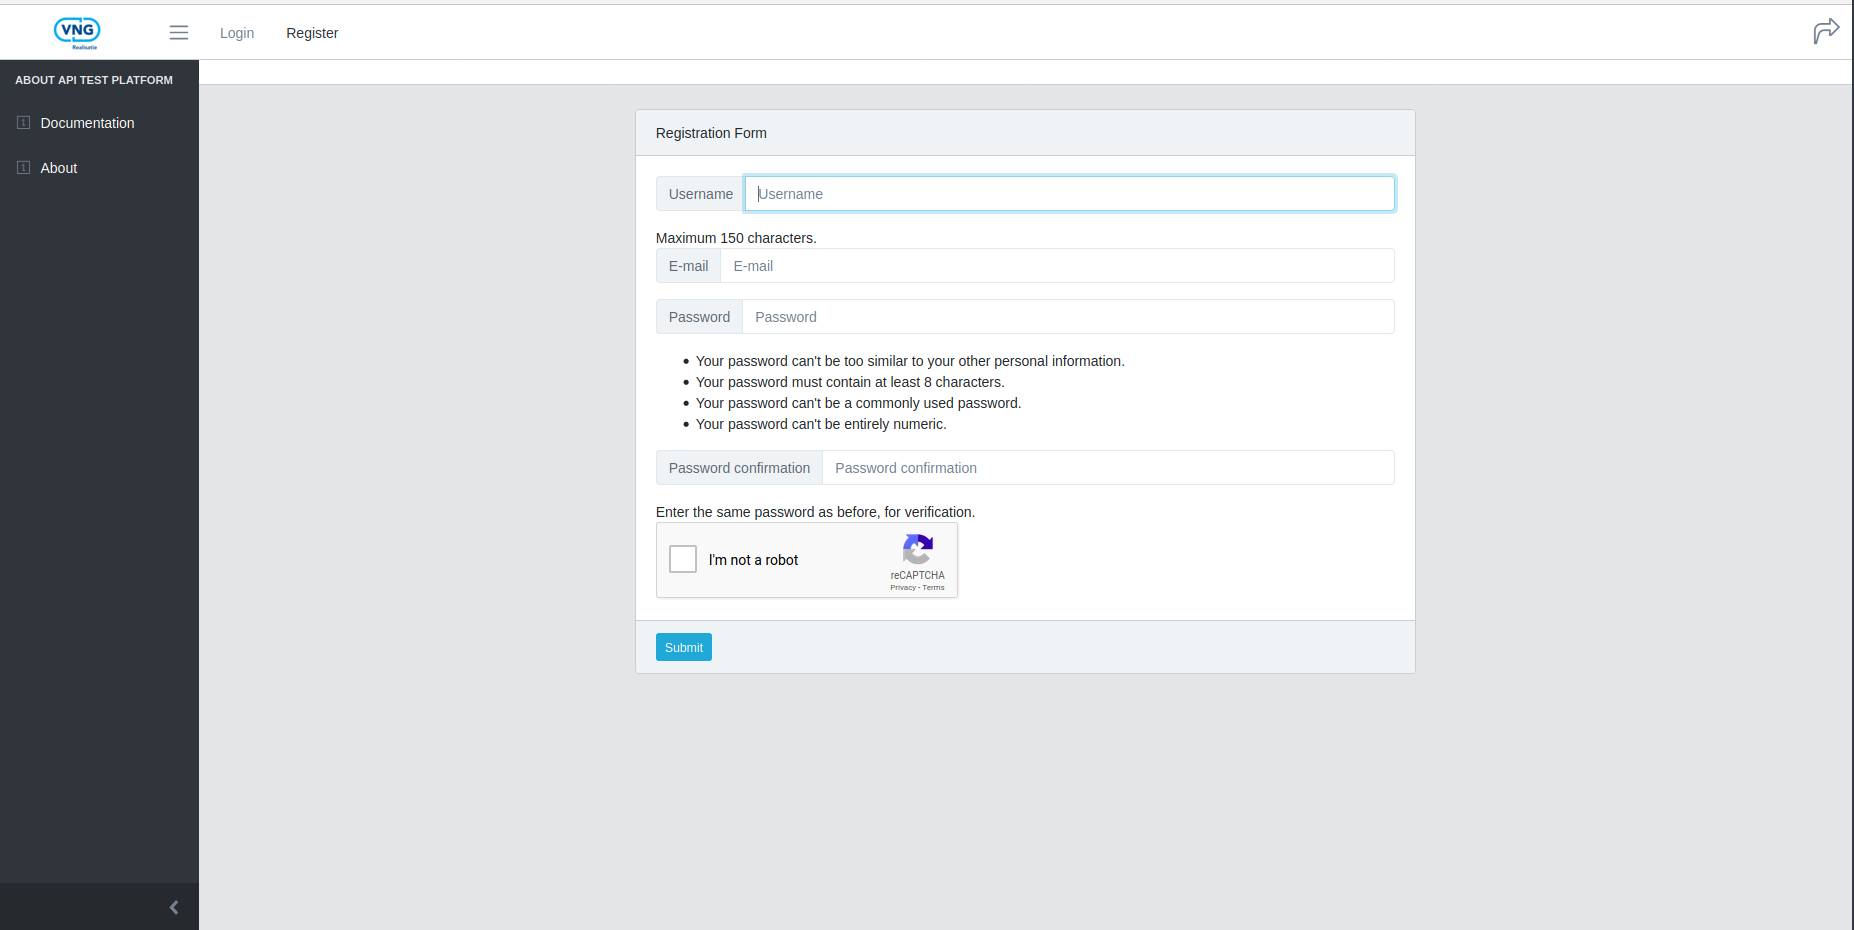 VNG
Realisatie
Login
Register
ABOUT API TEST PLATFORM
Documentation
About
Registration Form
Username
Username
Maximum 150 characters.
E-mail
E-mail
Password
Password
Your password can't be too similar to your other personal information.
Your password must contain at least 8 characters.
Your password can't be a commonly used password.
Your password can't be entirely numeric.
Password confirmation
Password confirmation
Enter the same password as before, for verification.
I'm not a robot
reCAPTCHA
Privacy - Terms
Submit